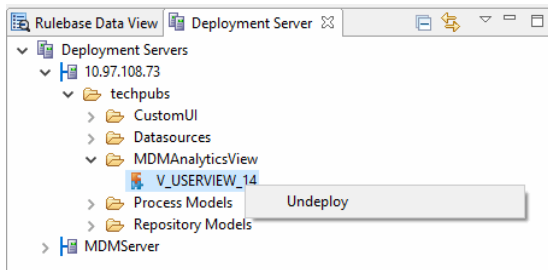 Rulebase Data View Deployment Server
Deployment Servers
10.97.108.73
techpubs
CustomUI
Datasources
MDMAnalyticsView
V_USERVIEW_14
Undeploy
Process Models
Repository Models
MDMServer